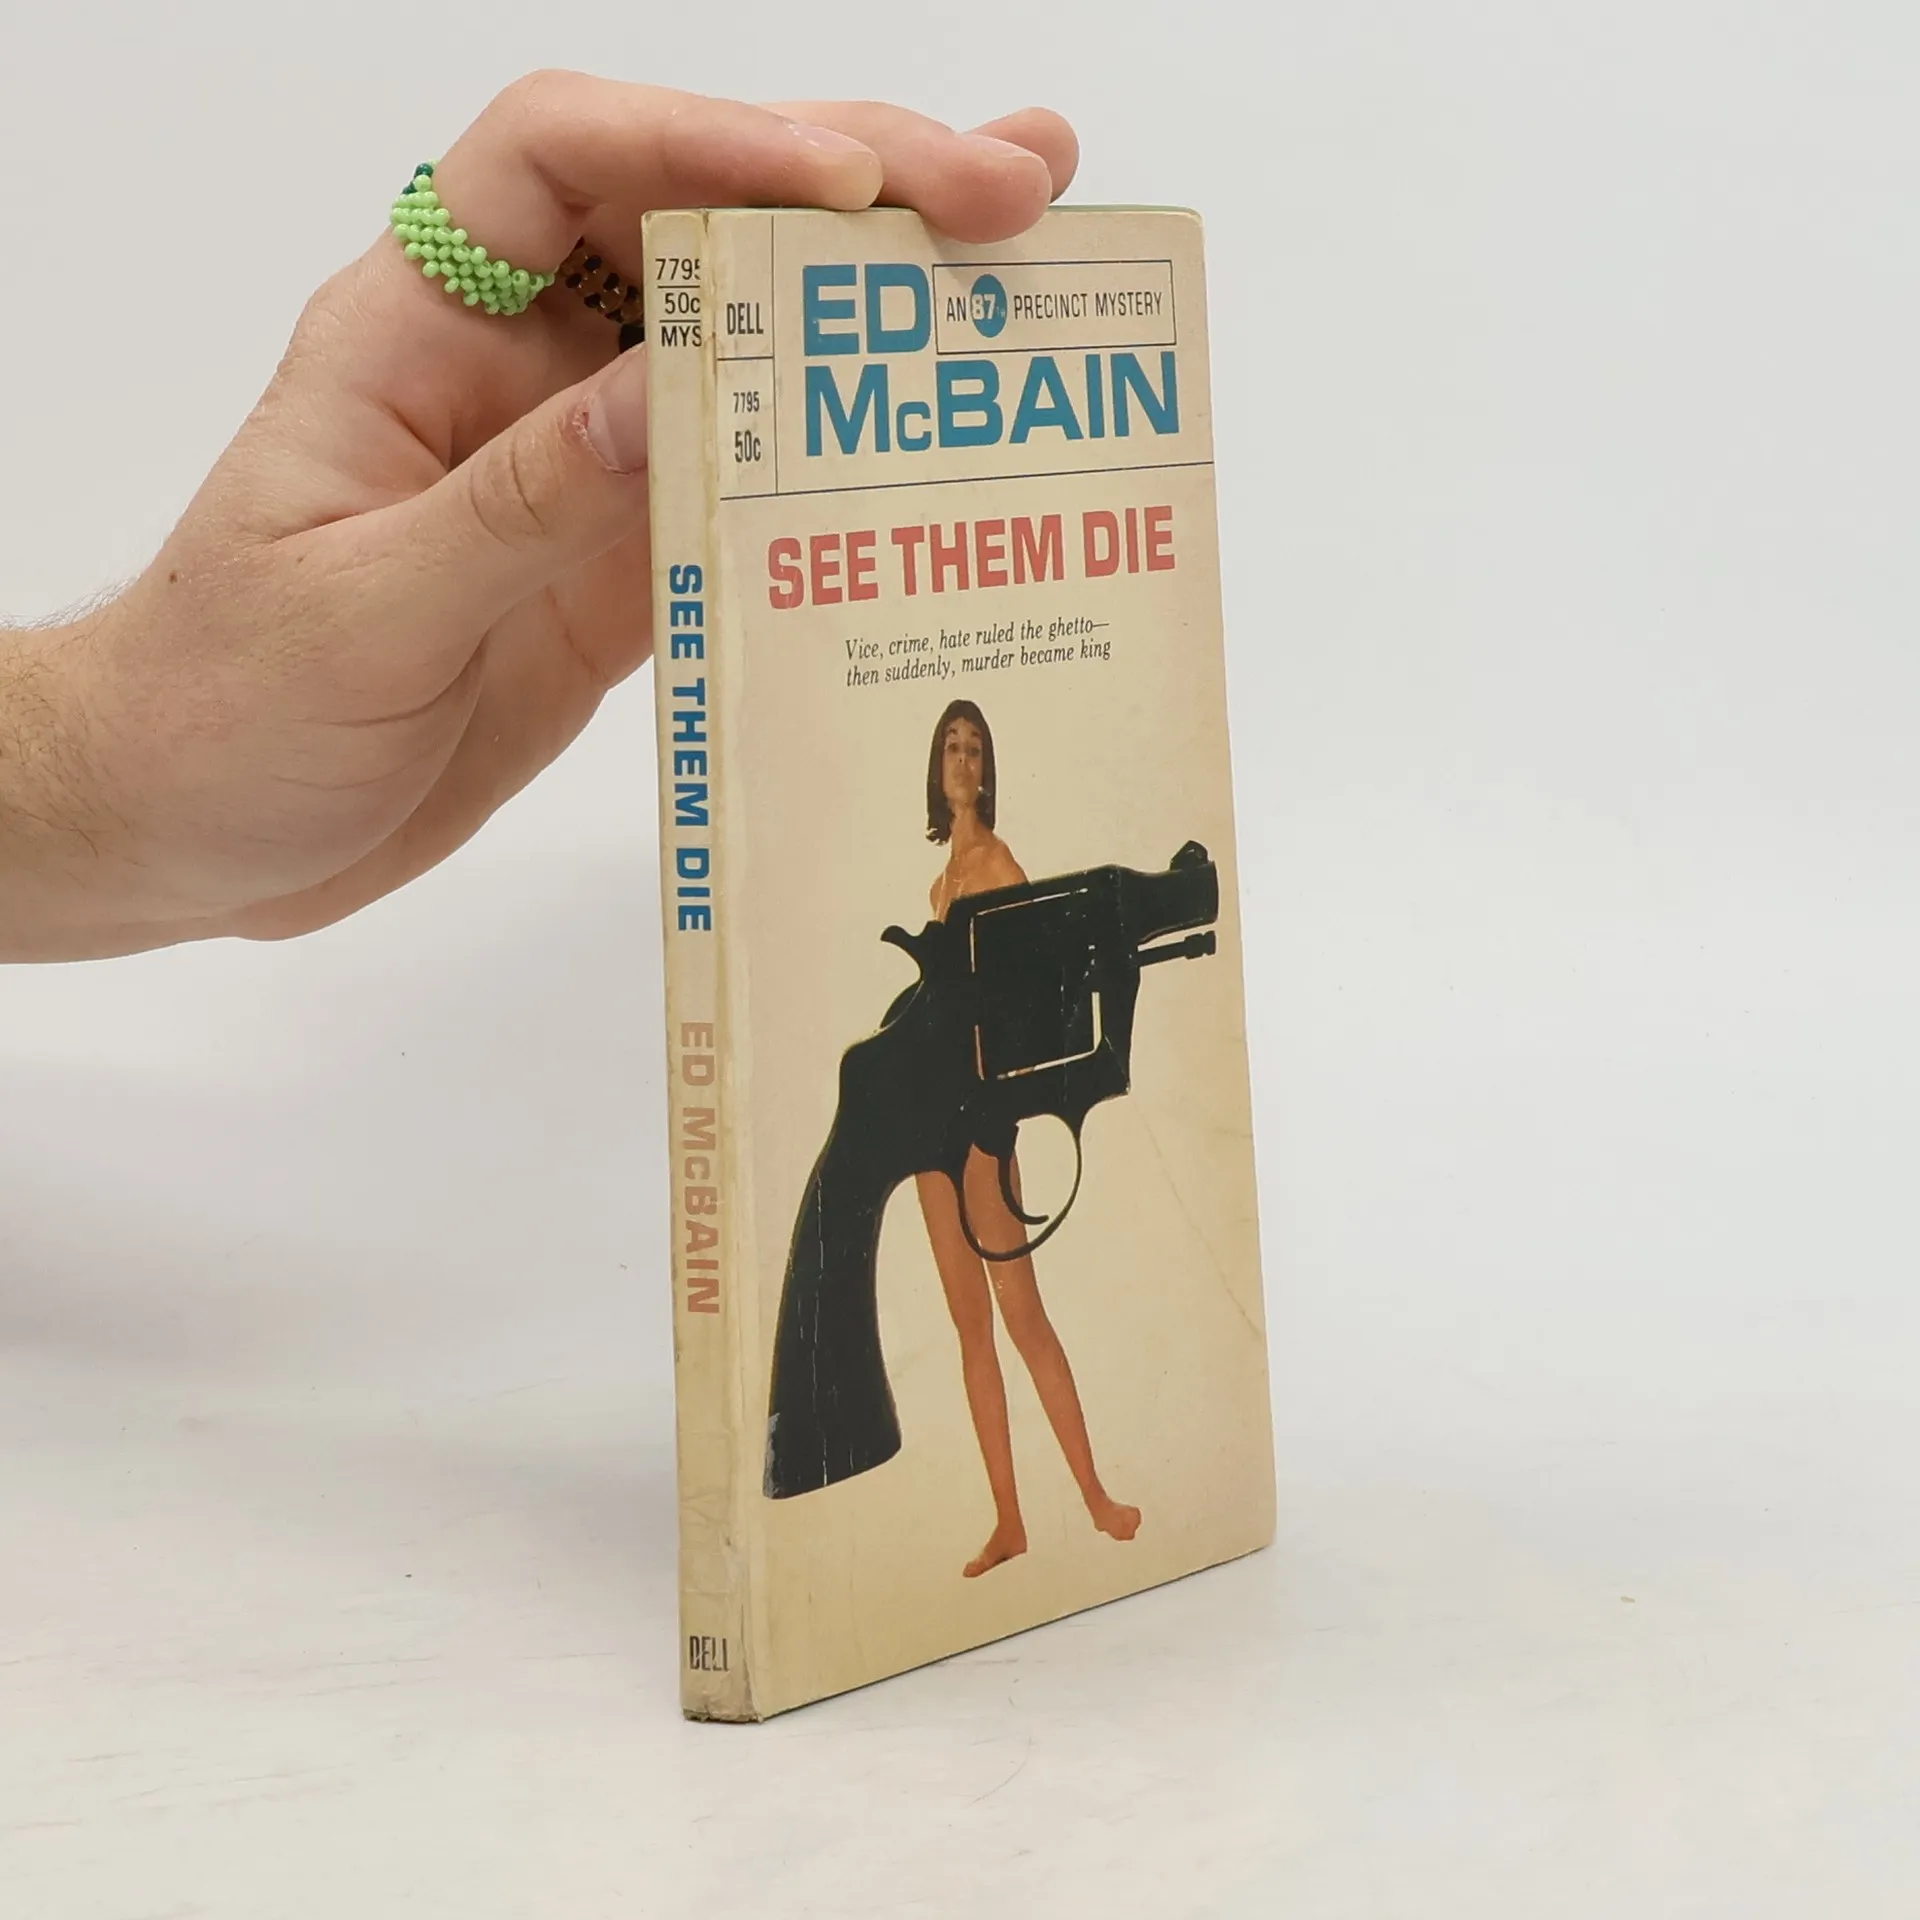 779
50c
MYS
SEE THEM DIE
ED McBAIN
DELL
DELL
7795
50c
ED
AN 87TH PRECINCT MYSTERY
McBAIN
SEE THEM DIE
Vice, crime, hate ruled the ghetto—
then suddenly, murder became king